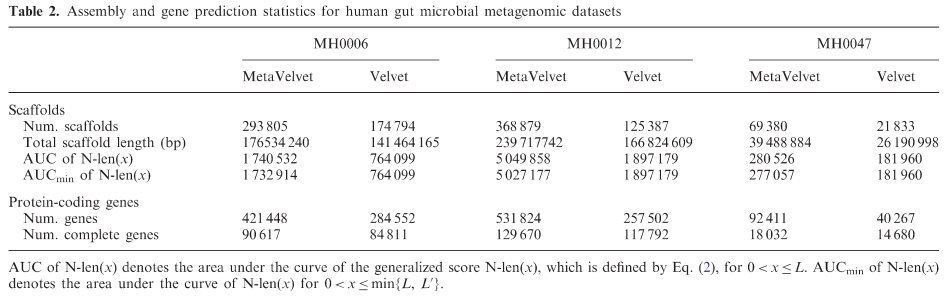 Table 2. Assembly and gene prediction statistics for human gut microbial metagenomic datasets
MH0006 MH0012 MH0047
MetaVelvet Velvet MetaVelvet Velvet MetaVelvet Velvet
Scaffolds
Num. scaffolds 293 805 174 794 368 879 125 387 69 380 21 833
Total scaffold length (bp) 176534 240 141 464 165 239 717742 166 824 609 39 488 884 26 190 998
AUC of N-len(x) 1 740 532 764 099 5 049 858 1 897 179 280 526 181 960
AUCmin of N-len(x) 1 732 914 764 099 5 027 177 1 897 179 277 057 181 960
Protein-coding genes
Num. genes 421 448 284 552 531 824 257 502 92 411 40 267
Num. complete genes 90 617 84 811 129 670 117 792 18 032 14 680
AUC of N-len(x) denotes the area under the curve of the generalized score N-len(x), which is defined by Eq. (2), for 0 < x ≤ L. AUCmin of N-len(x)
denotes the area under the curve of N-len(x) for 0 < x ≤ min{L, L′}.